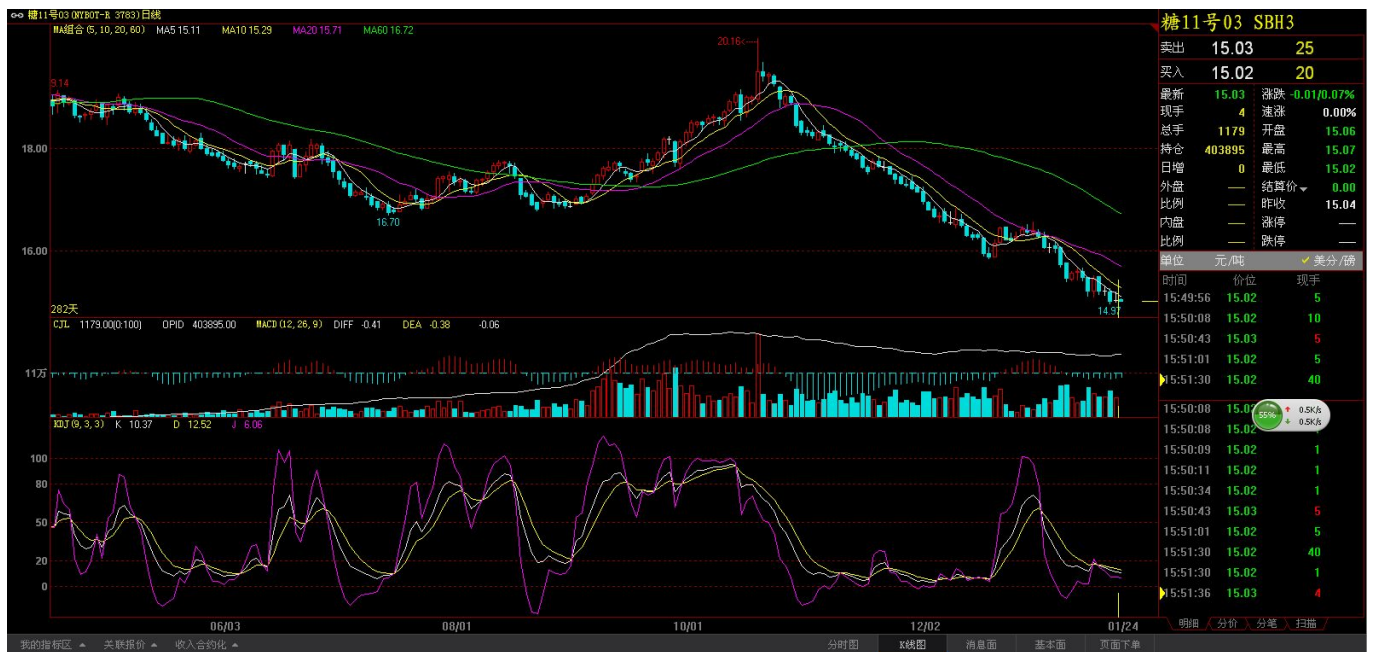 糖11号03(NYBOT-R 3783)日线
MA组合(5,10,20,60) MA5 15.11 MA10 15.29 MA20 15.71 MA60 16.72
20.16
9.14
18.00
16.70
16.00
14.97
282天
CJL 1179.00(0:100) OPID 403895.00 MACD(12,26,9) DIFF -0.41 DEA -0.38 -0.06
11万
KDJ(9,3,3) K 10.37 D 12.52 J 6.06
100
80
50
20
0
06/03 08/01 10/01 12/02 01/24
我的指标区 关联报价 收入合约化 分时图 K线图 消息面 基本面 页面下单
糖11号03 SBH3
卖出 15.03 25
买入 15.02 20
最新 15.03 涨跌 -0.01/0.07%
现手 4 速涨 0.00%
总手 1179 开盘 15.06
持仓 403895 最高 15.07
日增 0 最低 15.02
外盘 — 结算价 0.00
比例 — 昨收 15.04
内盘 — 涨停 —
比例 — 跌停 —
单位 元/吨 ✓美分/磅
时间 价位 现手
15:49:56 15.02 5
15:50:08 15.02 10
15:50:43 15.03 5
15:51:01 15.02 5
15:51:30 15.02 40
15:50:08 15.02
55% 0.5K/s
0.5K/s
15:50:08 15.02
15:50:09 15.02 1
15:50:11 15.02 1
15:50:34 15.02 1
15:50:43 15.03 5
15:51:01 15.02 5
15:51:30 15.02 40
15:51:30 15.02 1
15:51:36 15.03 4
明细 分价 分笔 扫描